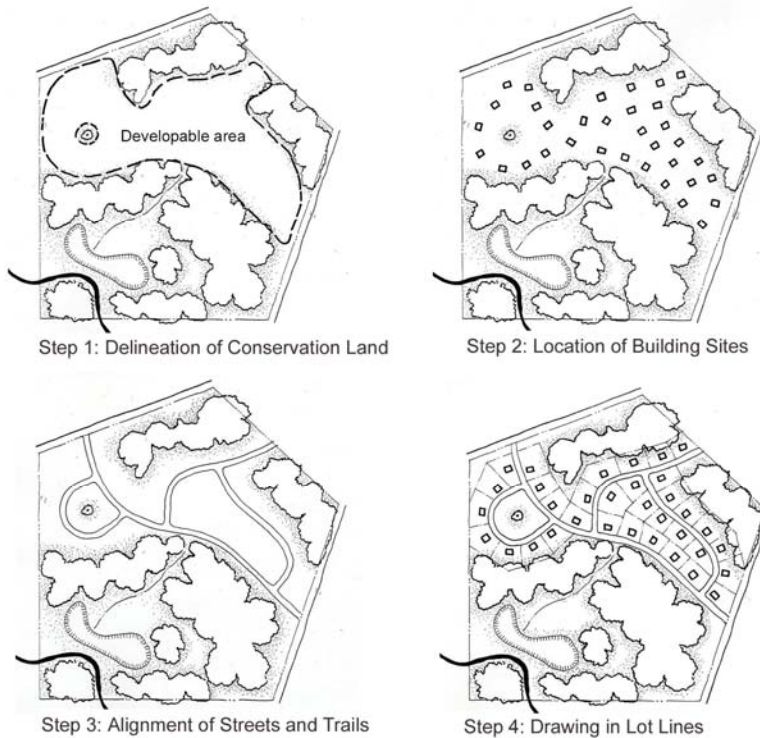 Developable area
Step 1: Delineation of Conservation Land
Step 2: Location of Building Sites
Step 3: Alignment of Streets and Trails
Step 4: Drawing in Lot Lines